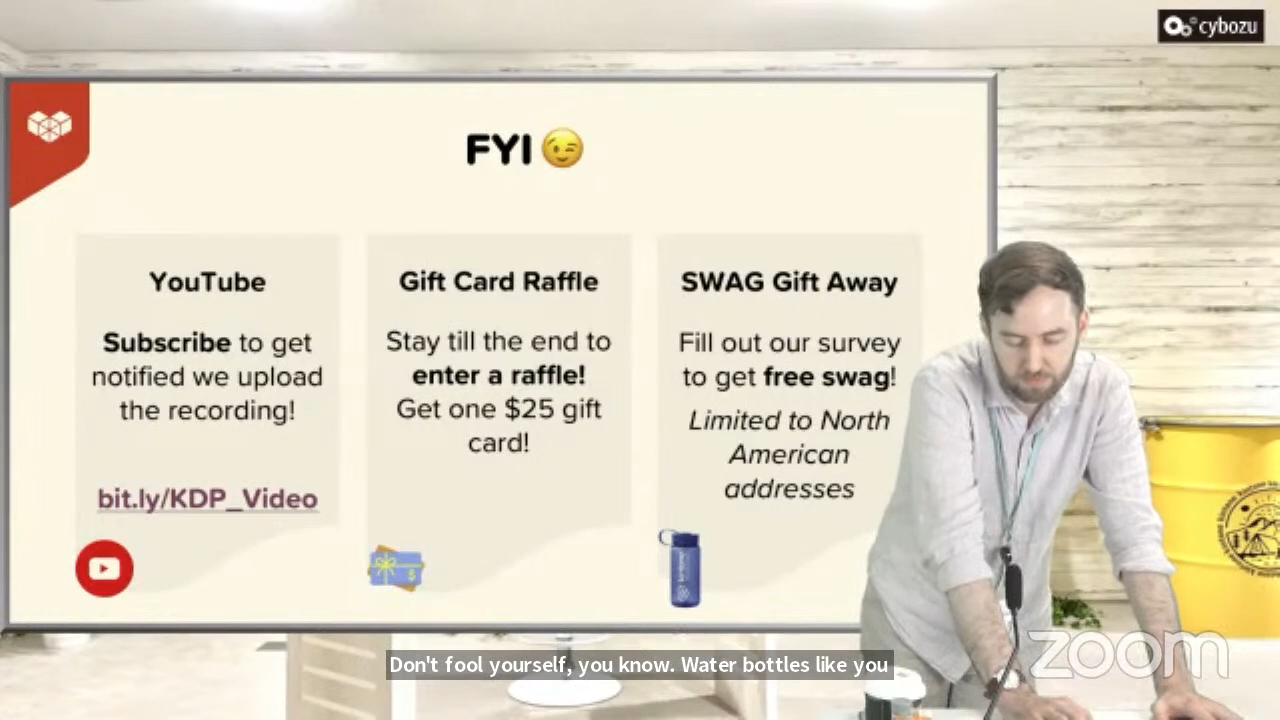 cybozu
FYI
YouTube
Subscribe to get
notified we upload
the recording!
bit.ly/KDP_Video
Gift Card Raffle
Stay till the end to
enter a raffle!
Get one $25 gift
card!
SWAG Gift Away
Fill out our survey
to get free swag!
Limited to North
American
addresses
Don't fool yourself, you know. Water bottles like you
zoom